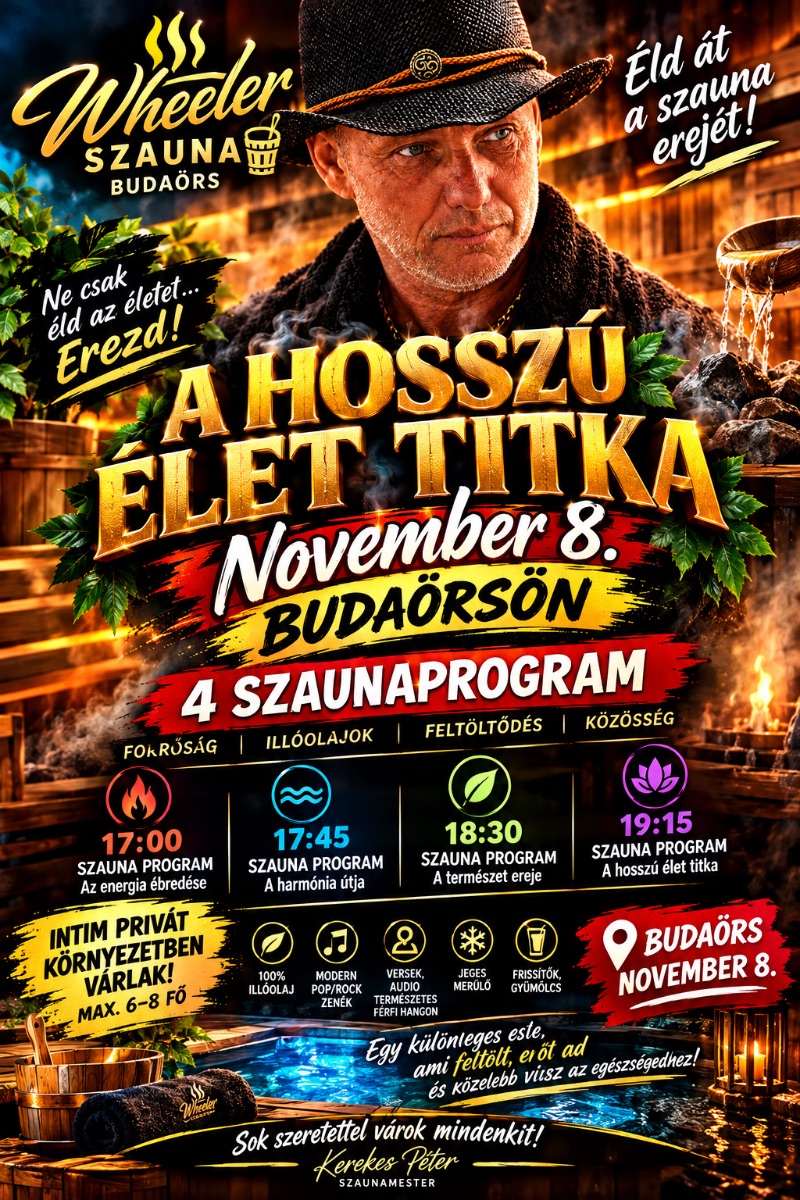 Wheeler
SZAUNA
BUDAÖRS
Éld át
a szauna
erejét!
Ne csak
éld az életet...
Érezd!
A HOSSZÚ
ÉLET TITKA
November 8.
BUDAÖRSÖN
4 SZAUNAPROGRAM
FORRÓSÁG | ILLÓOLAJOK | FELTÖLTŐDÉS | KÖZÖSSÉG
17:00
SZAUNA PROGRAM
Az energia ébredése
17:45
SZAUNA PROGRAM
A harmónia útja
18:30
SZAUNA PROGRAM
A természet ereje
19:15
SZAUNA PROGRAM
A hosszú élet titka
INTIM PRIVÁT
KÖRNYEZETBEN
VÁRLAK!
MAX. 6-8 FŐ
100%
ILLÓOLAJ
MODERN
POP/ROCK
ZENÉK
VERSEK,
AUDIO
TERMÉSZETES
FÉRFI HANGON
JEGES
MERÜLŐ
FRISSÍTŐK,
GYÜMÖLCS
BUDAÖRS
NOVEMBER 8.
Egy különleges este,
ami feltölt, erőt ad
és közelebb visz az egészségedhez!
Wheeler
Sok szeretettel várok mindenkit!
Kerekes Péter
SZAUNAMESTER